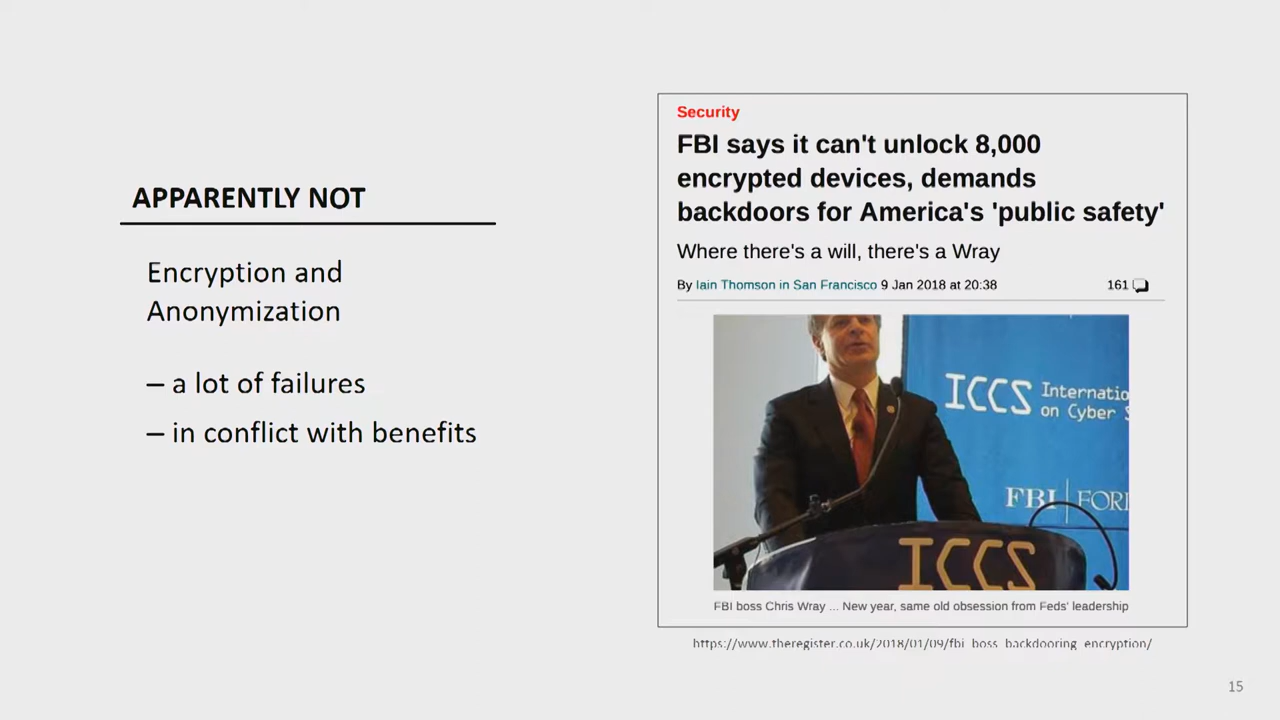 APPARENTLY NOT
Encryption and
Anonymization
– a lot of failures
– in conflict with benefits
Security
FBI says it can't unlock 8,000
encrypted devices, demands
backdoors for America's 'public safety'
Where there's a will, there's a Wray
By Iain Thomson in San Francisco 9 Jan 2018 at 20:38
161
ICCS
Internatio
on Cyber S
FBI FOR
ICCS
FBI boss Chris Wray ... New year, same old obsession from Feds' leadership
https://www.theregister.co.uk/2018/01/09/fbi_boss_backdooring_encryption/
15